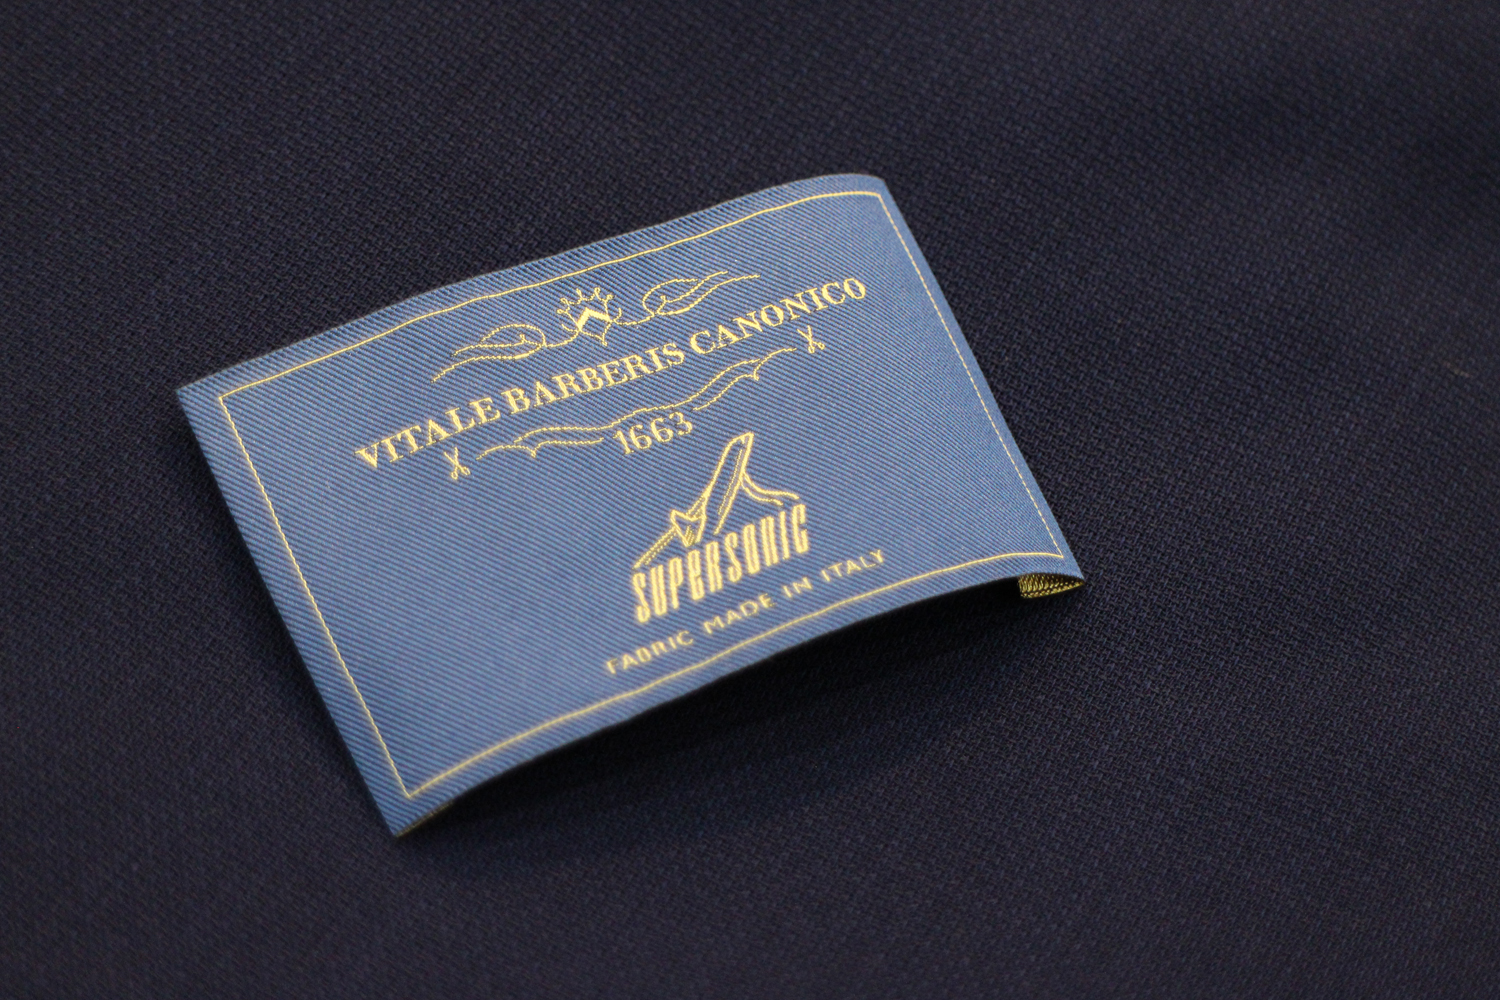 VITALE BARBERIS CANONICO
1663
SUPERSONIC
FABRIC MADE IN ITALY